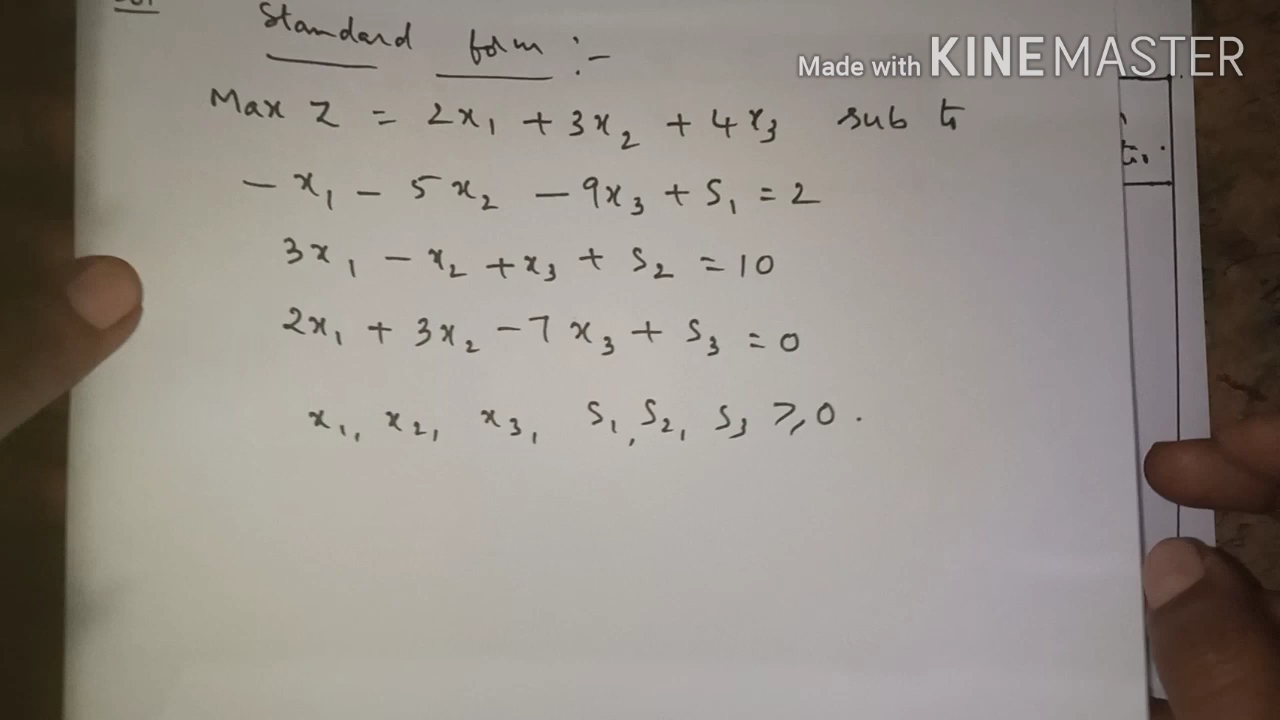 Standard form :-
Made with KINEMASTER
Max Z = 2x₁ + 3x₂ + 4x₃ sub to
- x₁ - 5x₂ - 9x₃ + S₁ = 2
3x₁ - x₂ + x₃ + S₂ = 10
2x₁ + 3x₂ - 7x₃ + S₃ = 0
x₁, x₂, x₃, S₁, S₂, S₃ ≥ 0.